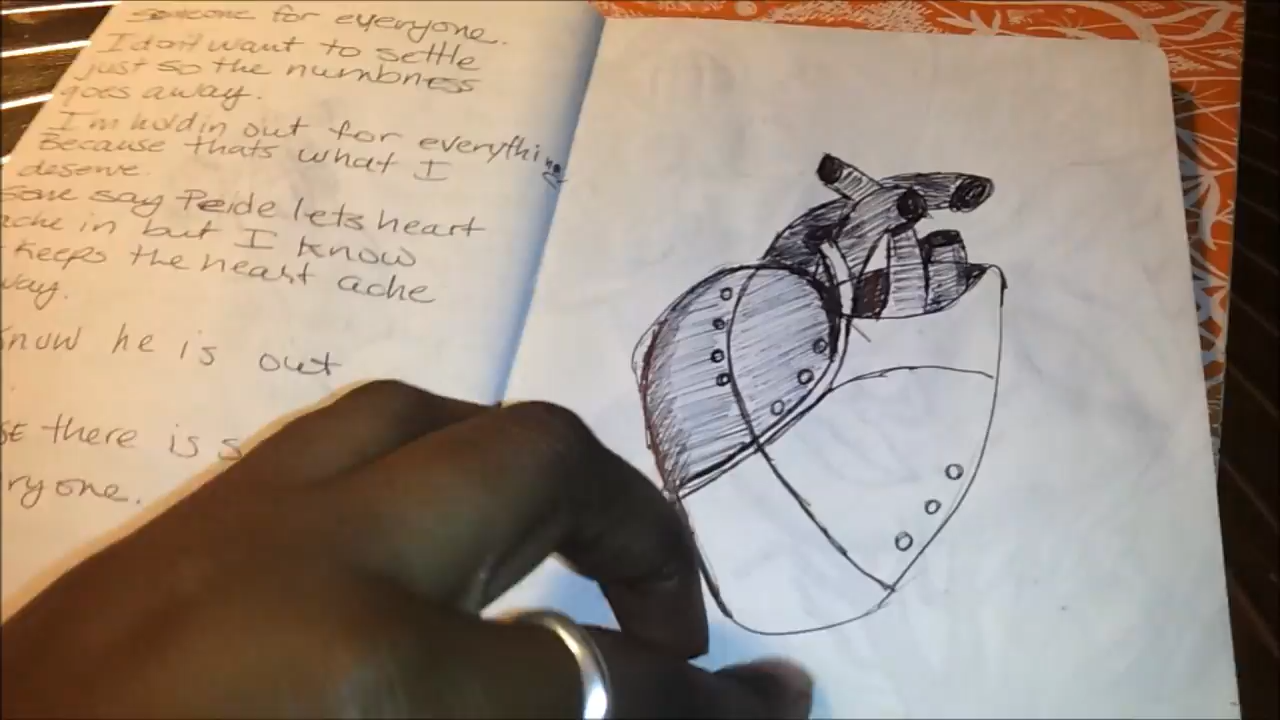 someone for everyone.
I don't want to settle
just so the numbness
goes away.
I'm holdin out for everything
Because thats what I
deserve.
some say Peide lets heart
ache in but I know
keeps the heart ache
way.
know he is out
there is s
ryone.